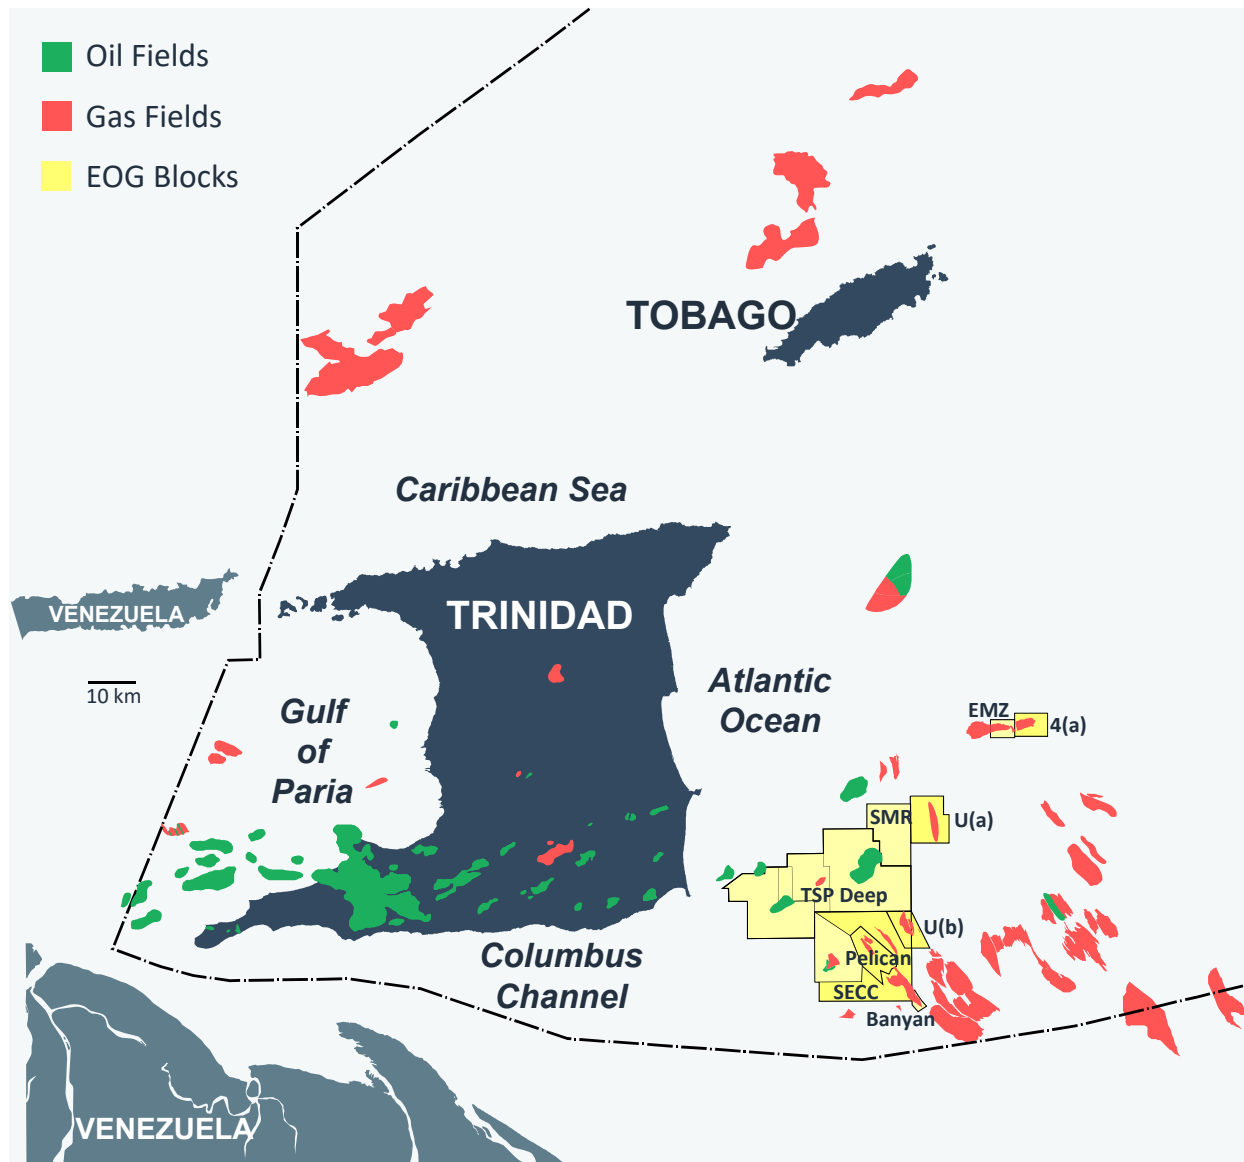 Oil Fields
Gas Fields
EOG Blocks
TOBAGO
Caribbean Sea
VENEZUELA
TRINIDAD
10 km
Gulf
of
Paria
Atlantic
Ocean
EMZ
4(a)
SMR
U(a)
TSP Deep
U(b)
Pelican
SECC
Banyan
Columbus
Channel
VENEZUELA